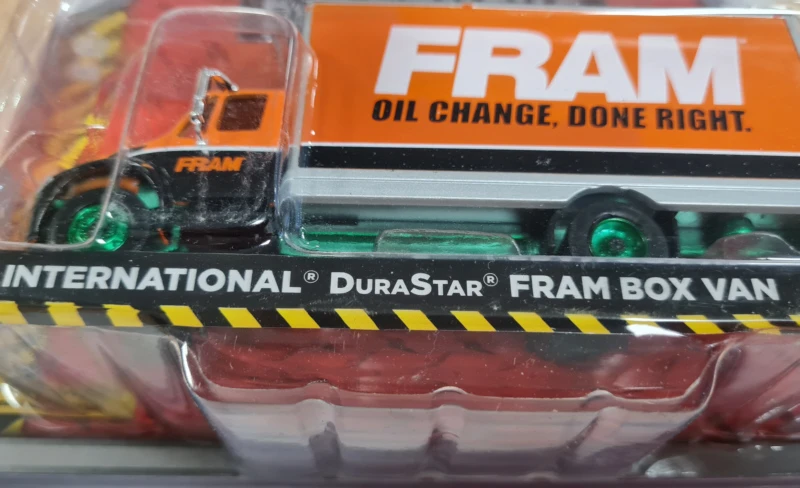 FRAM
OIL CHANGE, DONE RIGHT.
FRAM
INTERNATIONAL® DURASTAR® FRAM BOX VAN